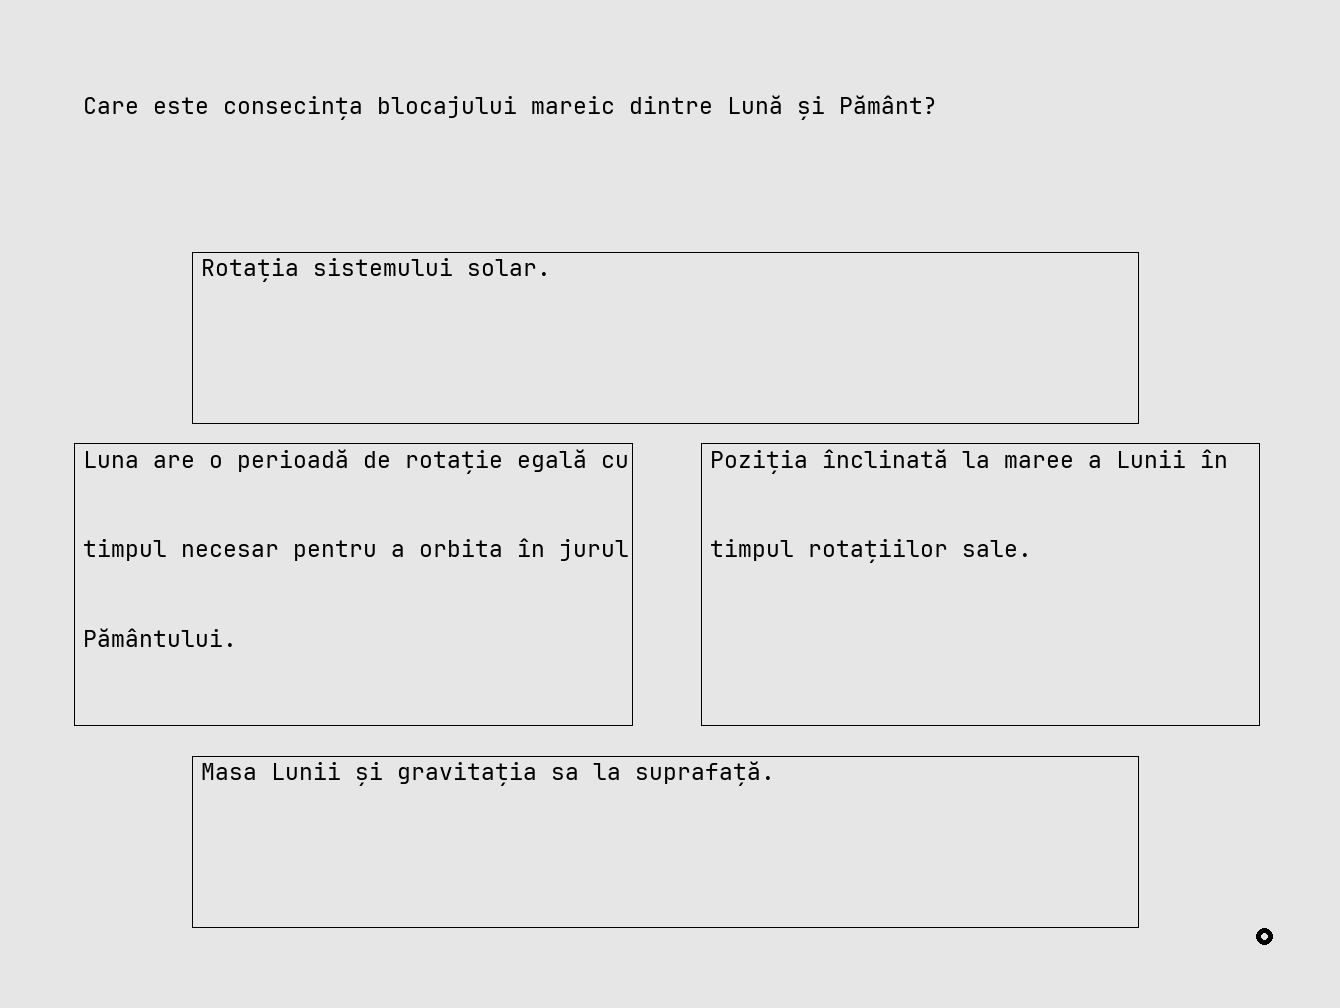 Care este consecința blocajului mareic dintre Lună și Pământ?
Rotația sistemului solar.
Luna are o perioadă de rotație egală cu
timpul necesar pentru a orbita în jurul
Pământului.
Poziția înclinată la maree a Lunii în
timpul rotațiilor sale.
Masa Lunii și gravitația sa la suprafață.